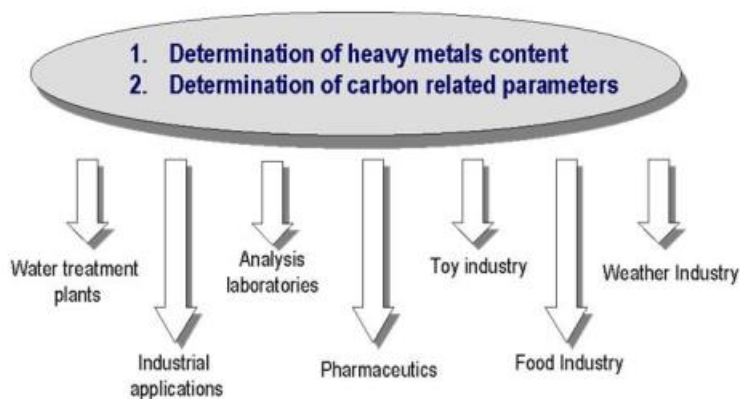 1. Determination of heavy metals content
2. Determination of carbon related parameters
Water treatment
plants
Industrial
applications
Analysis
laboratories
Pharmaceutics
Toy industry
Food Industry
Weather Industry